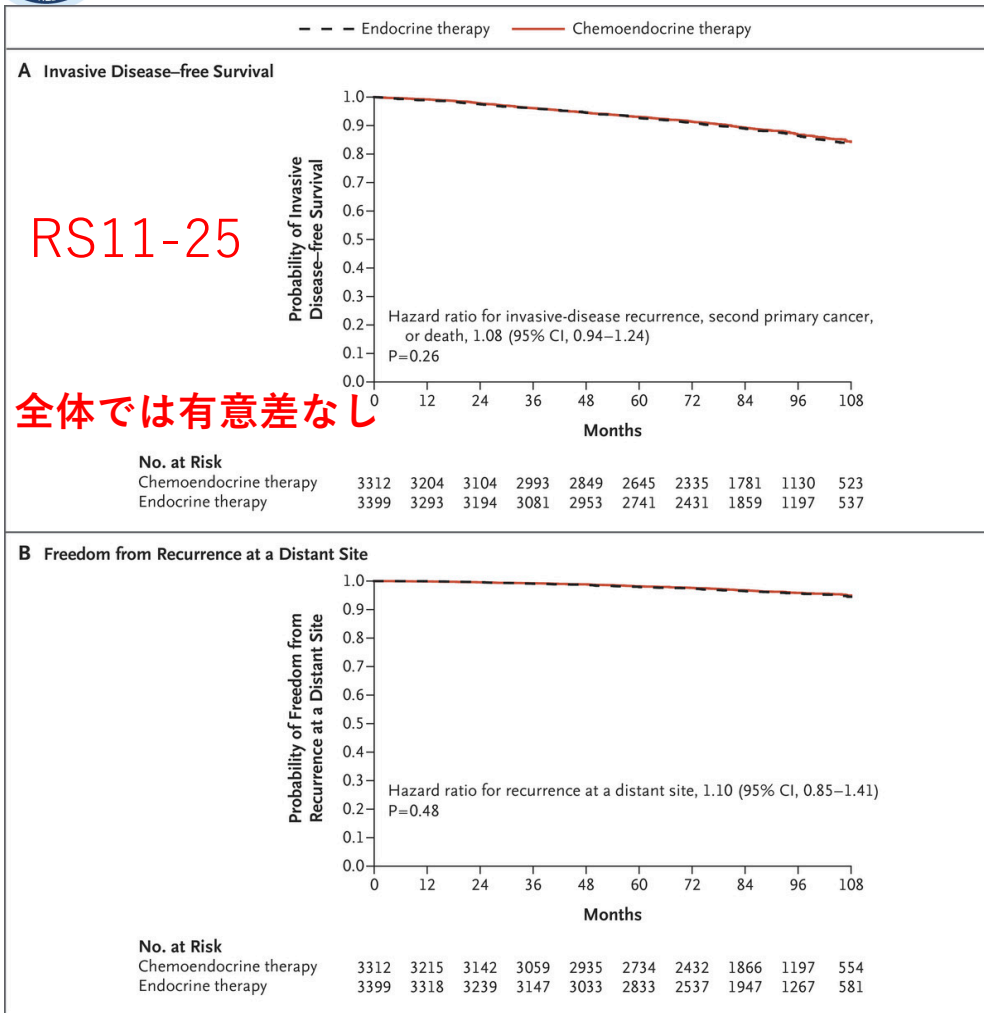 Endocrine therapy Chemoendocrine therapy
A Invasive Disease–free Survival
RS11-25
全体では有意差なし
Probability of Invasive
Disease–free Survival
1.0
0.9
0.8
0.7
0.6
0.5
0.4
0.3
0.2
0.1
0.0
Hazard ratio for invasive-disease recurrence, second primary cancer,
or death, 1.08 (95% CI, 0.94–1.24)
P=0.26
0 12 24 36 48 60 72 84 96 108
Months
No. at Risk
Chemoendocrine therapy 3312 3204 3104 2993 2849 2645 2335 1781 1130 523
Endocrine therapy 3399 3293 3194 3081 2953 2741 2431 1859 1197 537
B Freedom from Recurrence at a Distant Site
Probability of Freedom from
Recurrence at a Distant Site
1.0
0.9
0.8
0.7
0.6
0.5
0.4
0.3
0.2
0.1
0.0
Hazard ratio for recurrence at a distant site, 1.10 (95% CI, 0.85–1.41)
P=0.48
0 12 24 36 48 60 72 84 96 108
Months
No. at Risk
Chemoendocrine therapy 3312 3215 3142 3059 2935 2734 2432 1866 1197 554
Endocrine therapy 3399 3318 3239 3147 3033 2833 2537 1947 1267 581